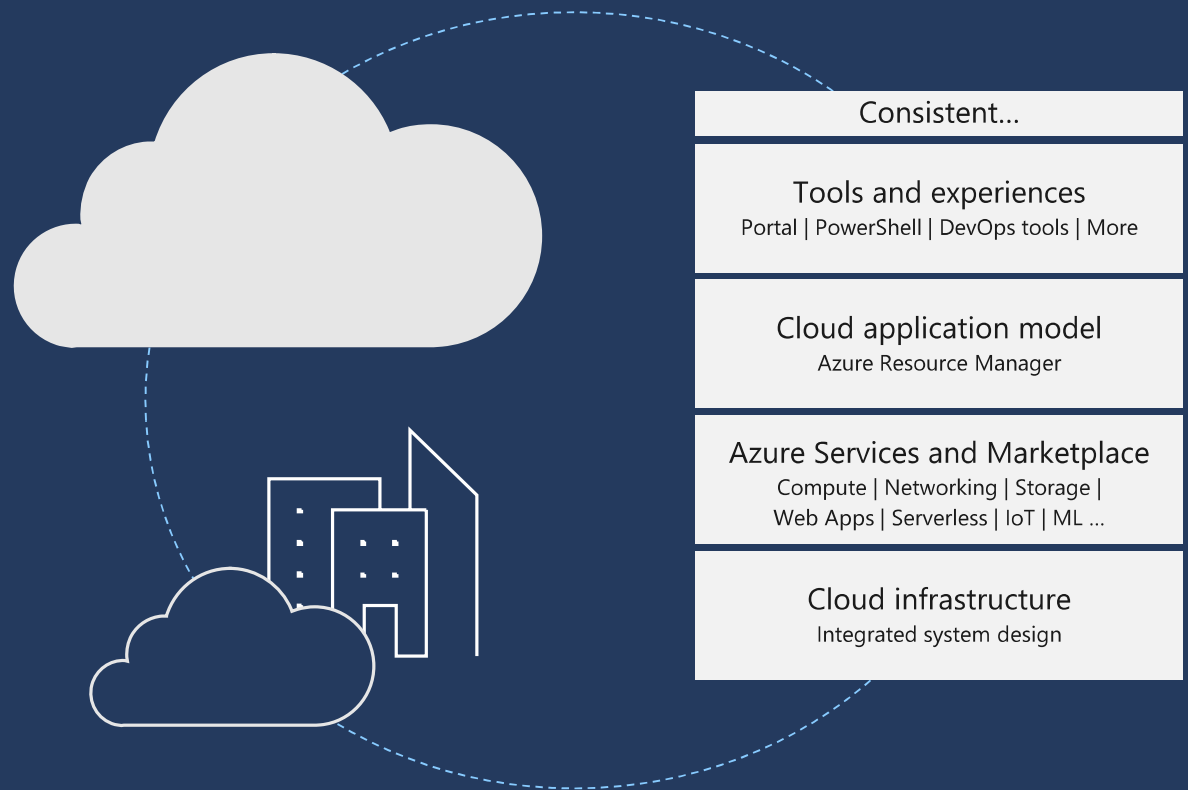 Consistent...
Tools and experiences
Portal | PowerShell | DevOps tools | More
Cloud application model
Azure Resource Manager
Azure Services and Marketplace
Compute | Networking | Storage |
Web Apps | Serverless | IoT | ML ...
Cloud infrastructure
Integrated system design